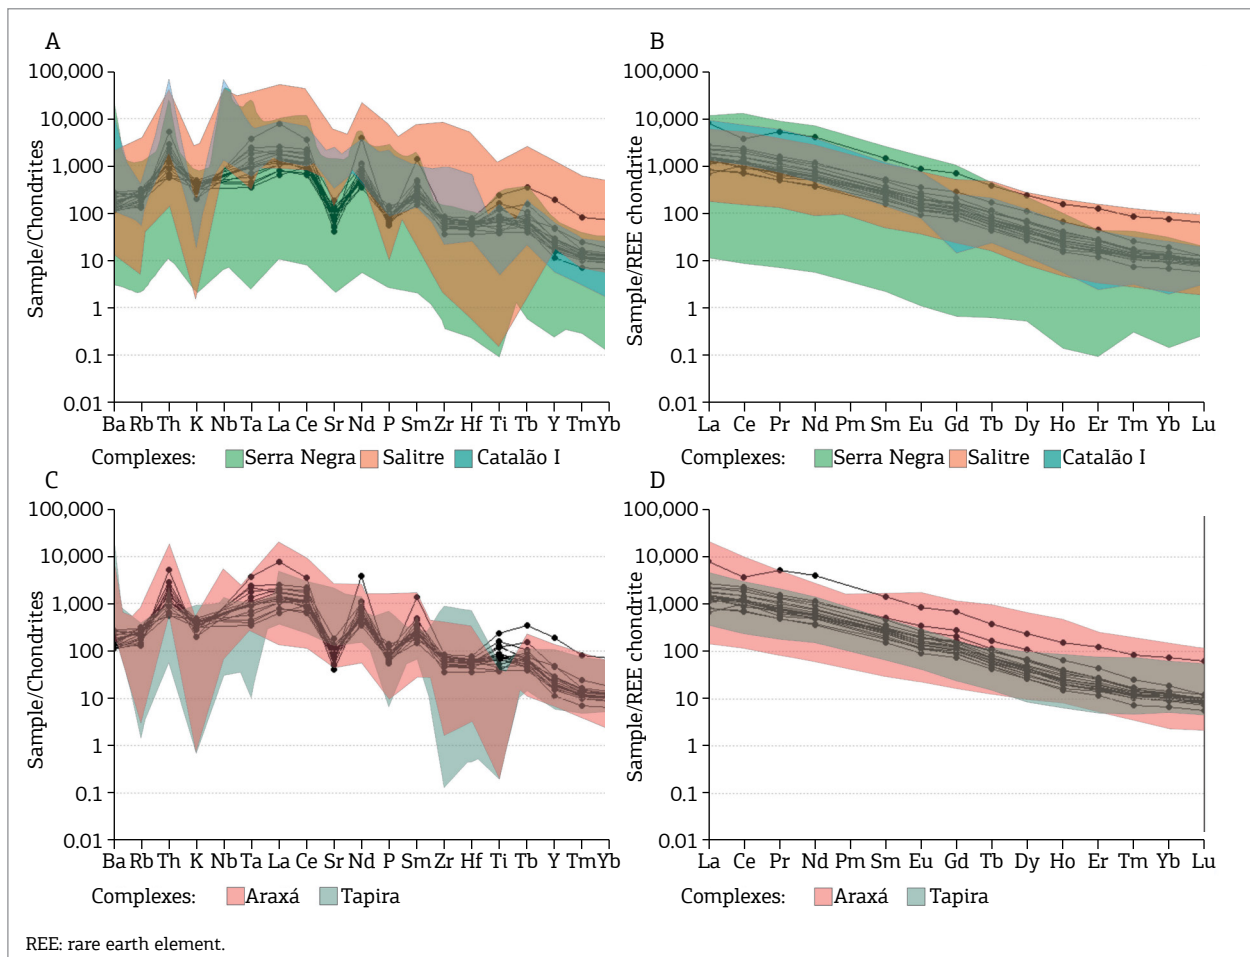 A
B
100,000
10,000
1,000
100
10
1
0.1
0.01
Sample/Chondrites
Ba Rb Th K Nb Ta La Ce Sr Nd P Sm Zr Hf Ti Tb Y Tm Yb
100,000
10,000
1,000
100
10
1
0.1
0.01
Sample/REE chondrite
La Ce Pr Nd Pm Sm Eu Gd Tb Dy Ho Er Tm Yb Lu
Complexes: Serra Negra Salitre Catalão I
Complexes: Serra Negra Salitre Catalão I
C
D
100,000
10,000
1,000
100
10
1
0.1
0.01
Sample/Chondrites
Ba Rb Th K Nb Ta La Ce Sr Nd P Sm Zr Hf Ti Tb Y Tm Yb
100,000
10,000
1,000
100
10
1
0.1
0.01
Sample/REE chondrite
La Ce Pr Nd Pm Sm Eu Gd Tb Dy Ho Er Tm Yb Lu
Complexes: Araxá Tapira
Complexes: Araxá Tapira
REE: rare earth element.